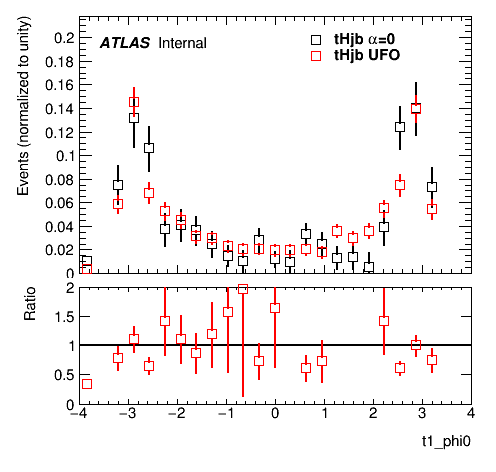 Events (normalized to unity)
0.2
0.18
0.16
0.14
0.12
0.1
0.08
0.06
0.04
0.02
0
ATLAS Internal
tHjb α=0
tHjb UFO
Ratio
2
1.5
1
0.5
0
−4 −3 −2 −1 0 1 2 3 4
t1_phi0